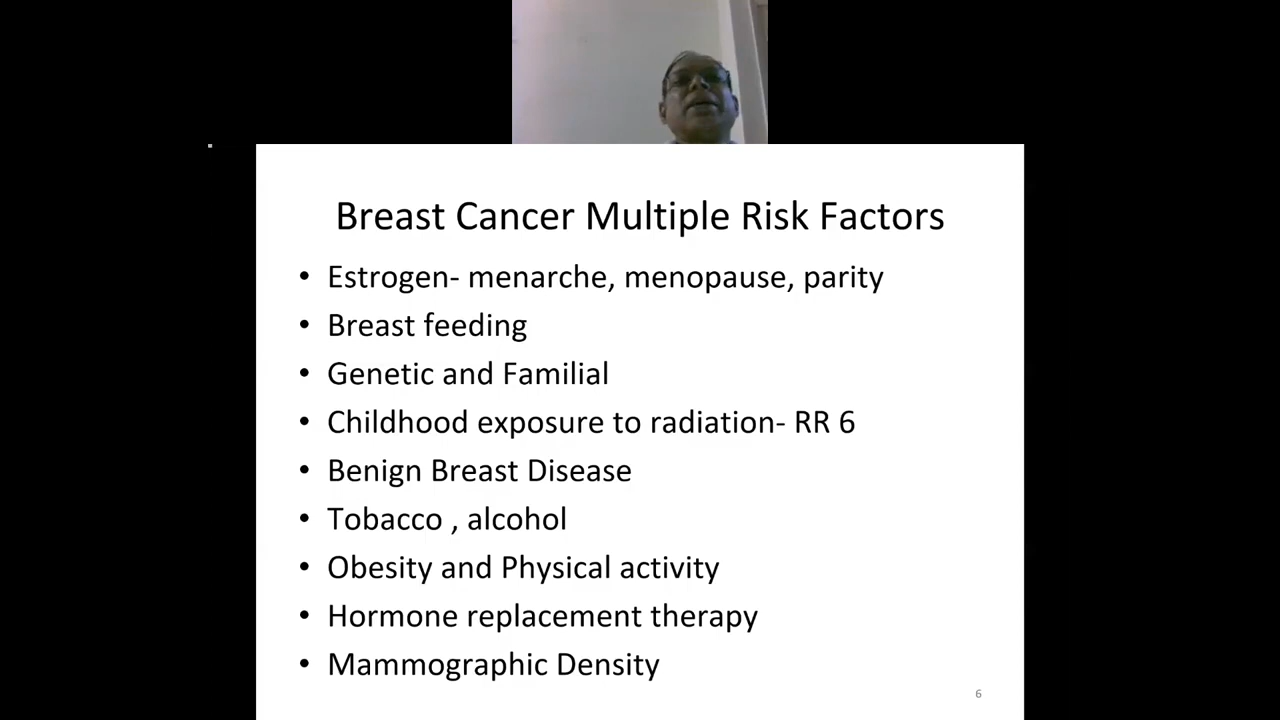 Breast Cancer Multiple Risk Factors
• Estrogen- menarche, menopause, parity
• Breast feeding
• Genetic and Familial
• Childhood exposure to radiation- RR 6
• Benign Breast Disease
• Tobacco , alcohol
• Obesity and Physical activity
• Hormone replacement therapy
• Mammographic Density
6